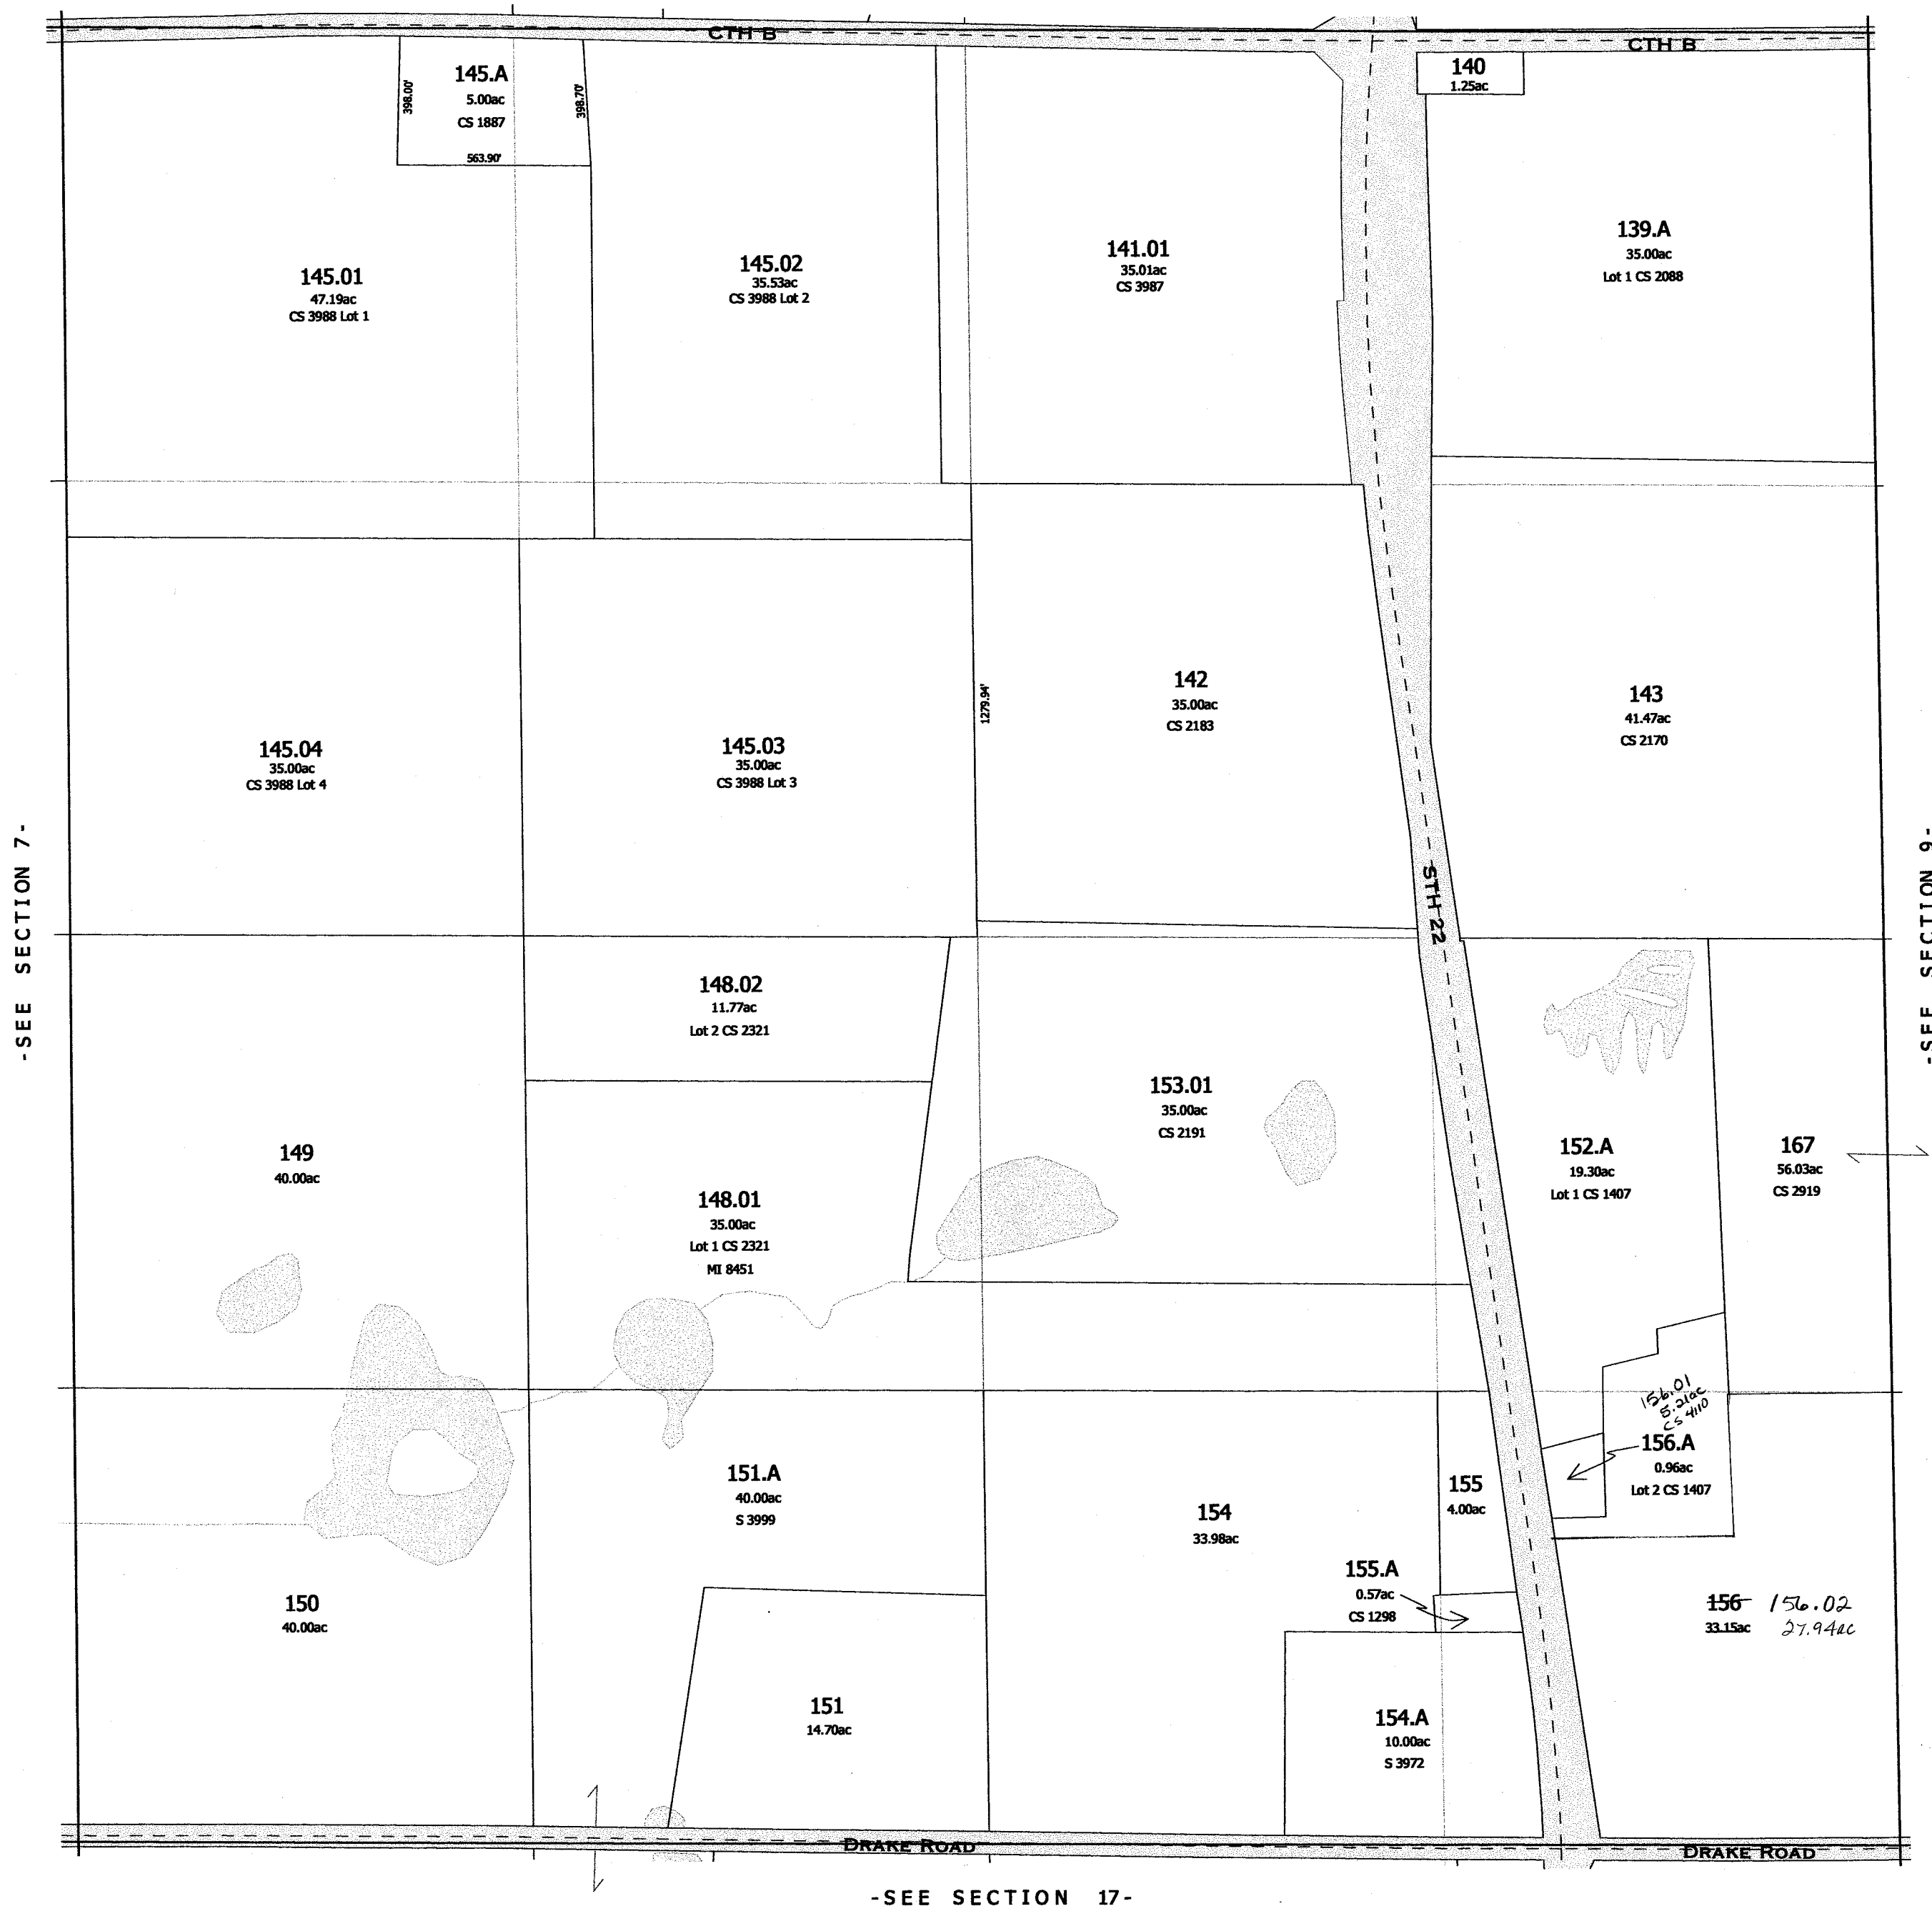 CTH B
CTH B
145.A
5.00ac
CS 1887
398.00'
398.70'
563.90'
140
1.25ac
145.01
47.19ac
CS 3988 Lot 1
145.02
35.53ac
CS 3988 Lot 2
141.01
35.01ac
CS 3987
139.A
35.00ac
Lot 1 CS 2088
145.04
35.00ac
CS 3988 Lot 4
145.03
35.00ac
CS 3988 Lot 3
1279.94'
142
35.00ac
CS 2183
143
41.47ac
CS 2170
-SEE SECTION 7-
STH 22
-SEE SECTION 9-
148.02
11.77ac
Lot 2 CS 2321
149
40.00ac
148.01
35.00ac
Lot 1 CS 2321
MI 8451
153.01
35.00ac
CS 2191
152.A
19.30ac
Lot 1 CS 1407
167
56.03ac
CS 2919
156.01
5.21ac
CS 4110
156.A
0.96ac
Lot 2 CS 1407
151.A
40.00ac
S 3999
154
33.98ac
155
4.00ac
155.A
0.57ac
CS 1298
150
40.00ac
156 156.02
33.15ac 27.94ac
151
14.70ac
154.A
10.00ac
S 3972
DRAKE ROAD
DRAKE ROAD
-SEE SECTION 17-